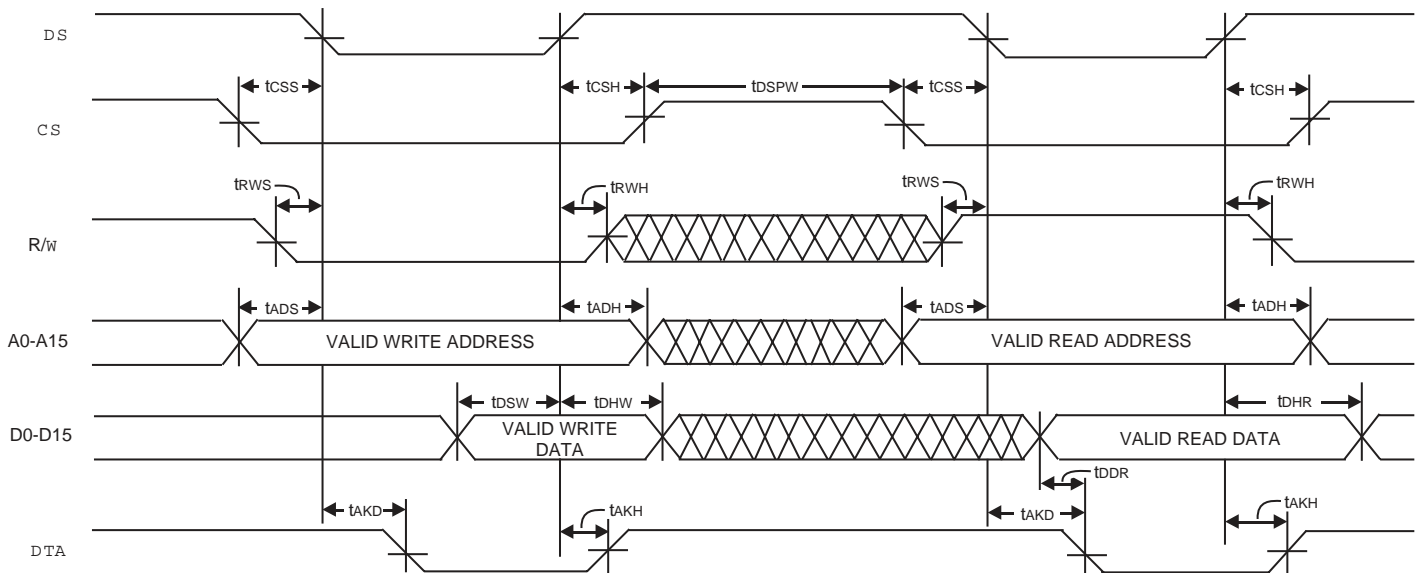 DS
tCSS
tCSH
tDSPW
tCSS
tCSH
CS
tRWS
tRWH
tRWS
tRWH
R/W
tADS
tADH
tADS
tADH
A0-A15
VALID WRITE ADDRESS
VALID READ ADDRESS
tDSW
tDHW
tDHR
D0-D15
VALID WRITE
DATA
VALID READ DATA
tDDR
tAKD
tAKH
tAKD
tAKH
DTA